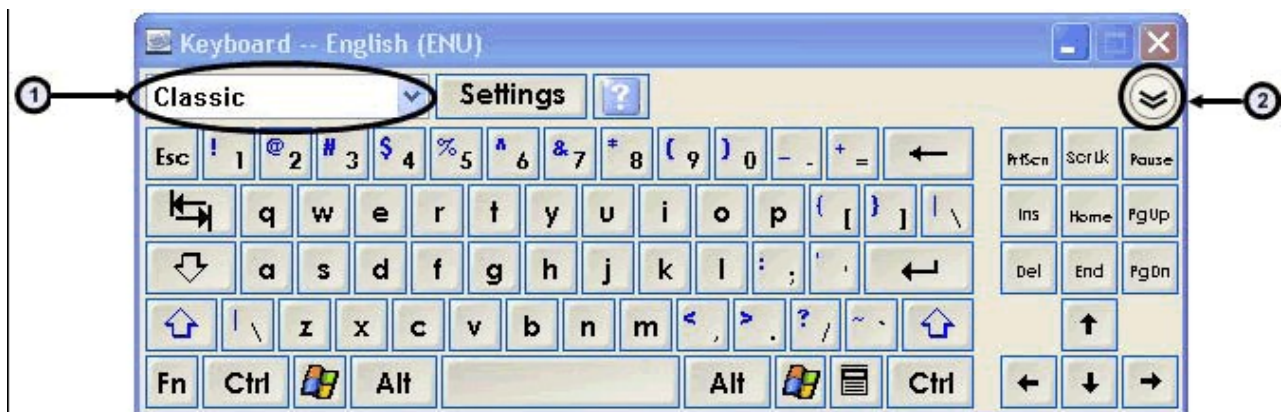 Keyboard -- English (ENU)
1 Classic Settings ? 2
Esc ! 1 @ 2 # 3 $ 4 % 5 ^ 6 & 7 * 8 ( 9 ) 0 _ - + = PrtScn ScrLk Pause
q w e r t y u i o p { [ } ] | \ Ins Home PgUp
a s d f g h j k l : ; " ' Del End PgDn
| \ z x c v b n m < , > . ? / ~ `
Fn Ctrl Alt Alt Ctrl